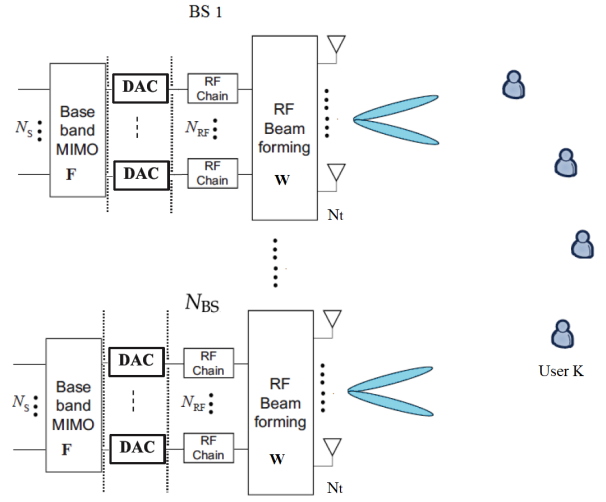 BS 1
N_S
Base
band
MIMO
F
DAC
DAC
RF
Chain
N_RF
RF
Chain
RF
Beam
forming
W
Nt
N_BS
N_S
Base
band
MIMO
F
DAC
DAC
RF
Chain
N_RF
RF
Chain
RF
Beam
forming
W
Nt
User K